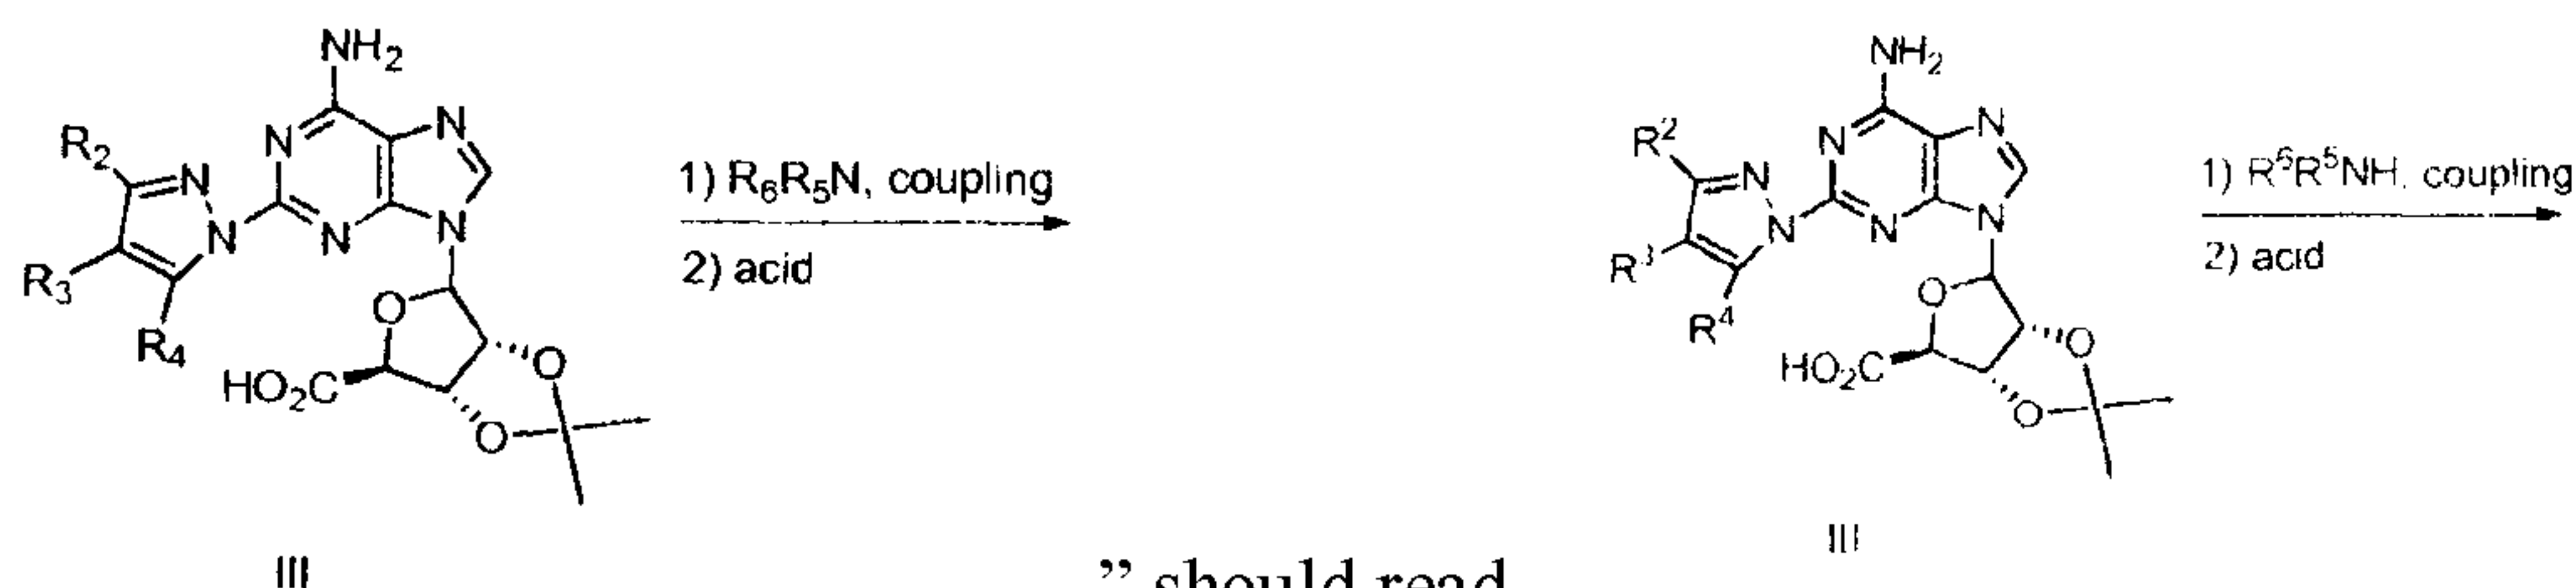 NH2
N
N
R2
N
N
N
N
R3
R4
O
HO2C
O
O
1) R6R5N, coupling
2) acid
III
” should read
NH2
N
N
R2
N
N
N
N
R3
R4
O
HO2C
O
O
1) R6R5NH, coupling
2) acid
III